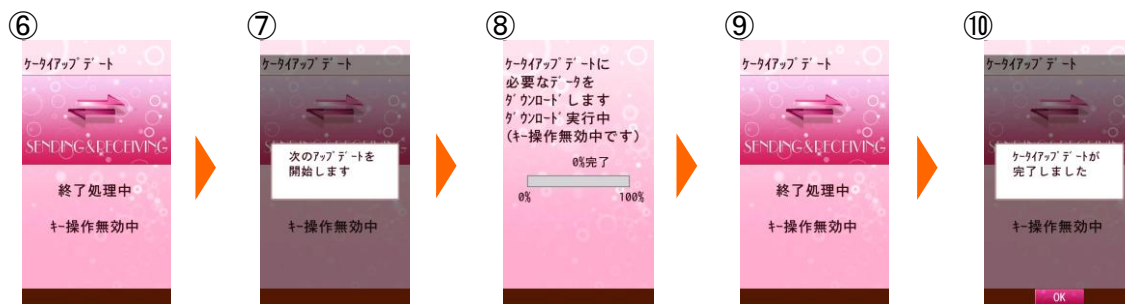 ⑥
ｹｰﾀｲｱｯﾌﾟﾃﾞｰﾄ
SENDING&RECEIVING
終了処理中
ｷｰ操作無効中
⑦
ｹｰﾀｲｱｯﾌﾟﾃﾞｰﾄ
SENDING&RECEIVING
次のｱｯﾌﾟﾃﾞｰﾄを
開始します
ｷｰ操作無効中
⑧
ｹｰﾀｲｱｯﾌﾟﾃﾞｰﾄに
必要なﾃﾞｰﾀを
ﾀﾞｳﾝﾛｰﾄﾞします
ﾀﾞｳﾝﾛｰﾄﾞ実行中
(ｷｰ操作無効中です)
0%完了
0% 100%
⑨
ｹｰﾀｲｱｯﾌﾟﾃﾞｰﾄ
SENDING&RECEIVING
終了処理中
ｷｰ操作無効中
⑩
ｹｰﾀｲｱｯﾌﾟﾃﾞｰﾄ
SENDING&RECEIVING
ｹｰﾀｲｱｯﾌﾟﾃﾞｰﾄが
完了しました
ｷｰ操作無効中
OK